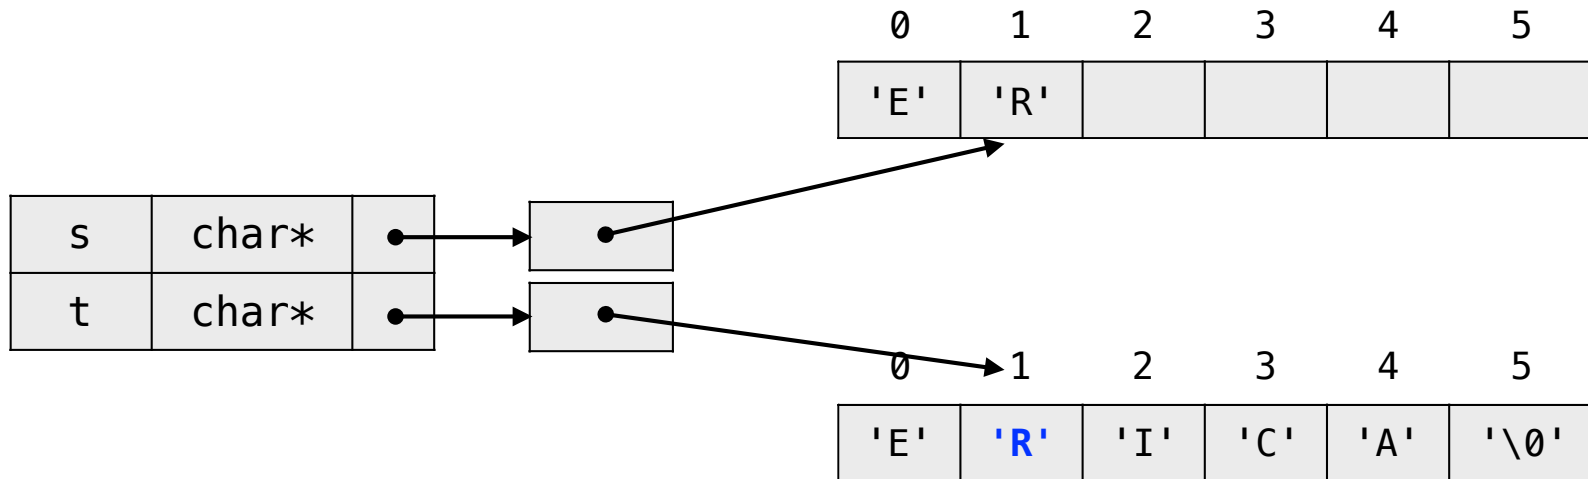 0 1 2 3 4 5
'E' 'R'
s char*
t char*
0 1 2 3 4 5
'E' 'R' 'I' 'C' 'A' '\0'